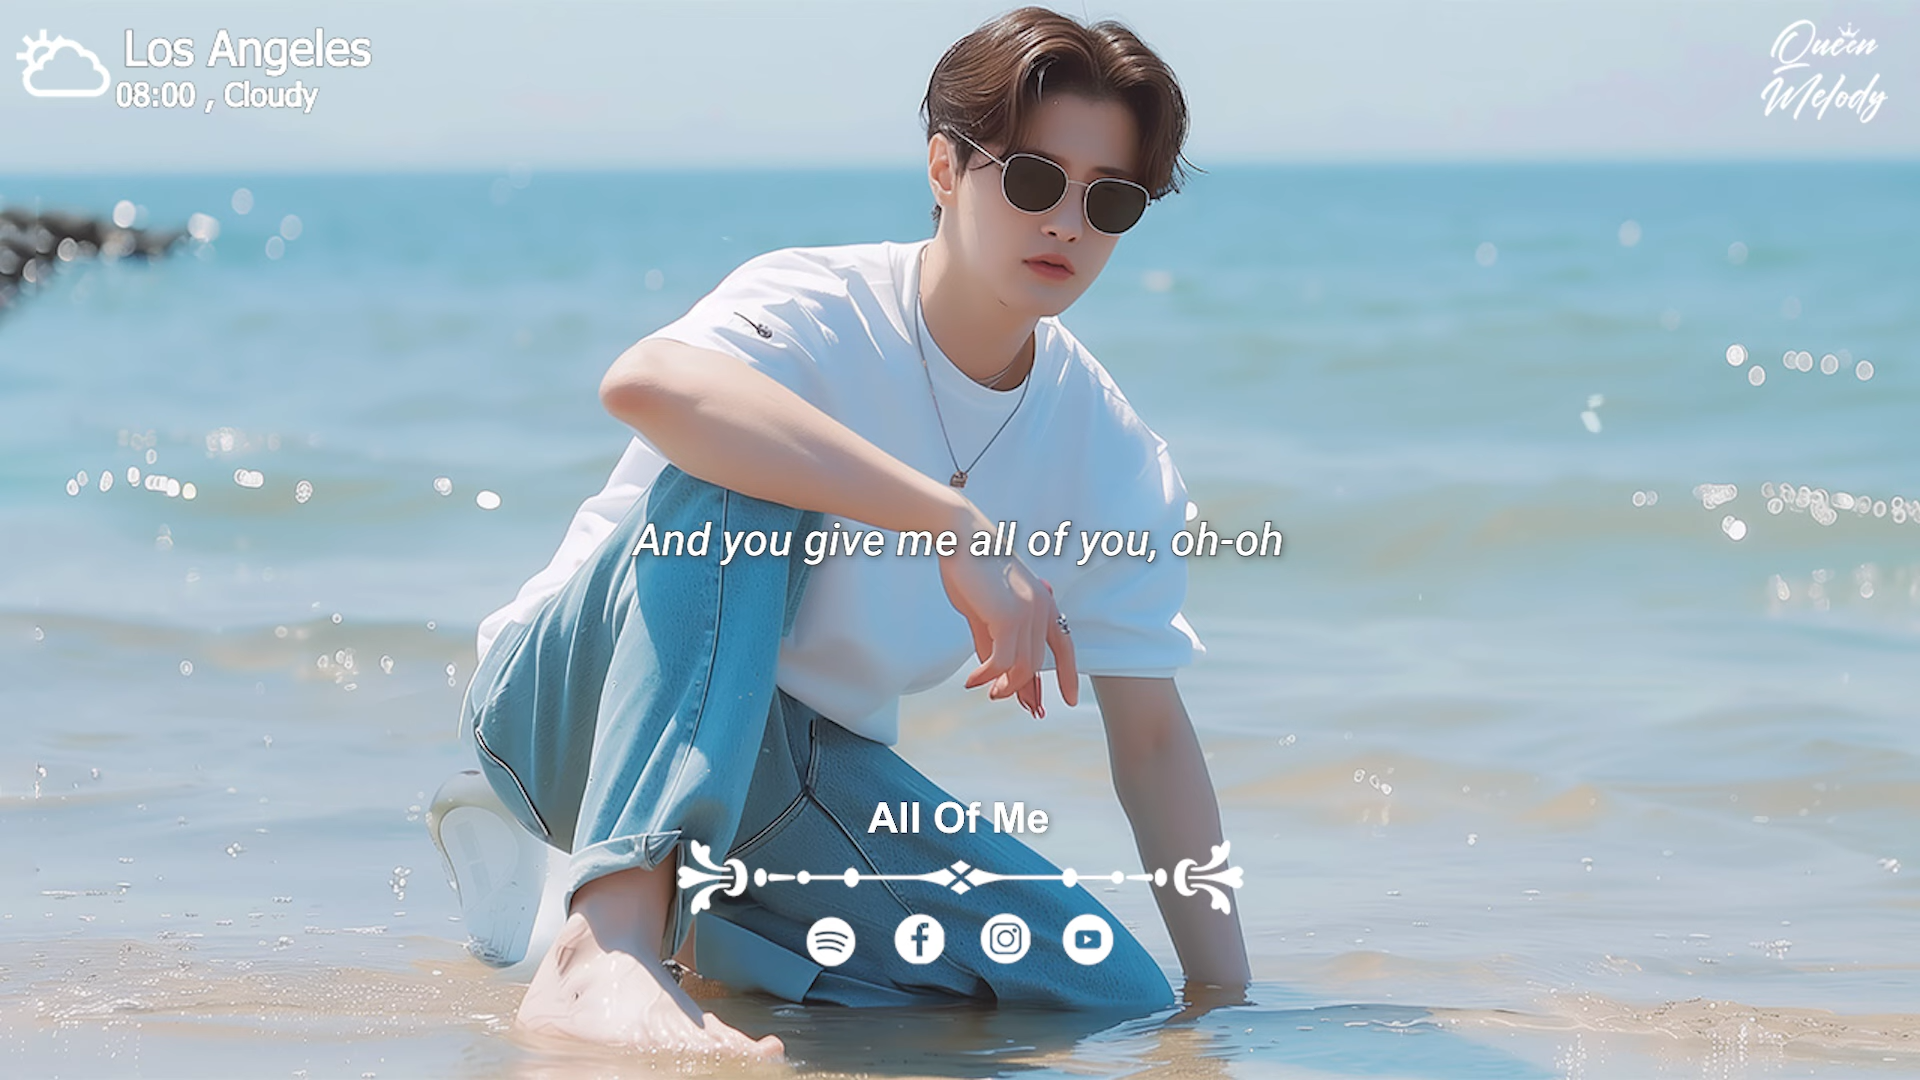 Los Angeles
08:00 , Cloudy
Queen
Melody
And you give me all of you, oh-oh
All Of Me